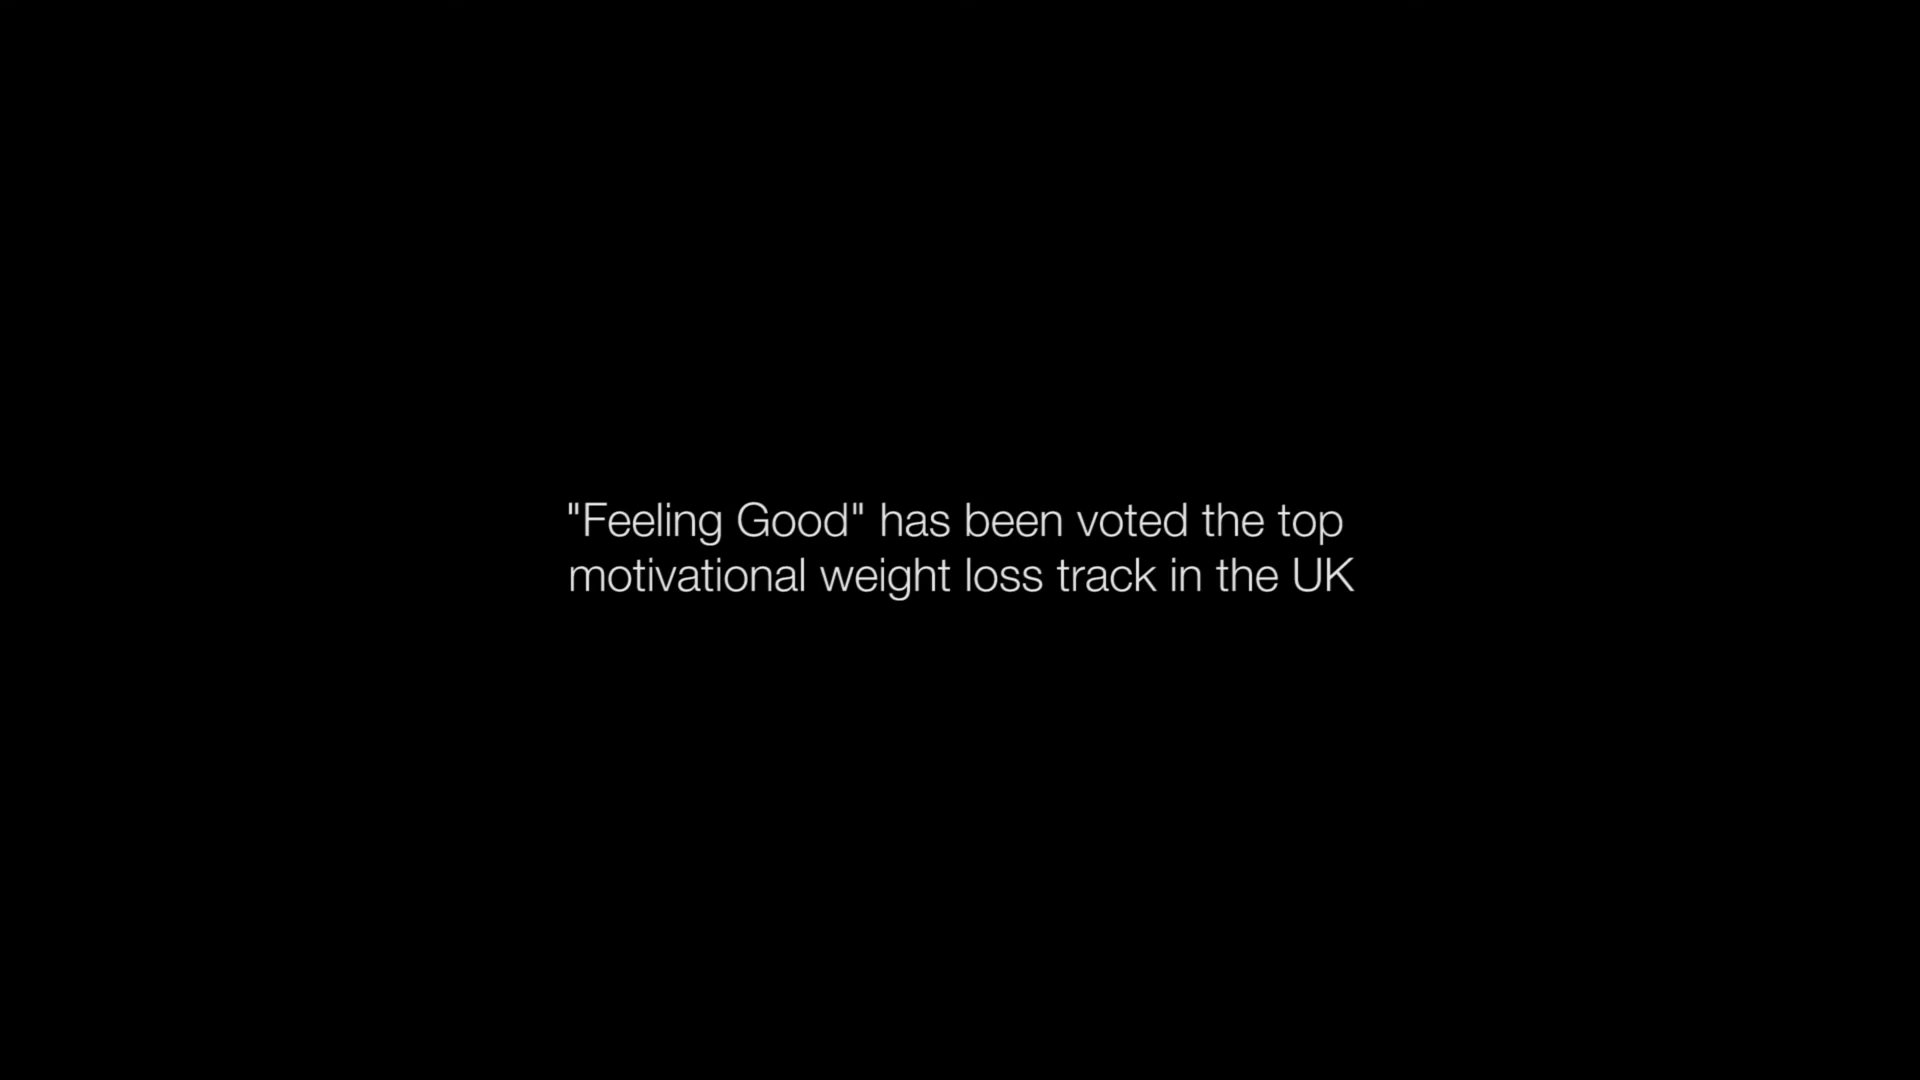 "Feeling Good" has been voted the top
motivational weight loss track in the UK